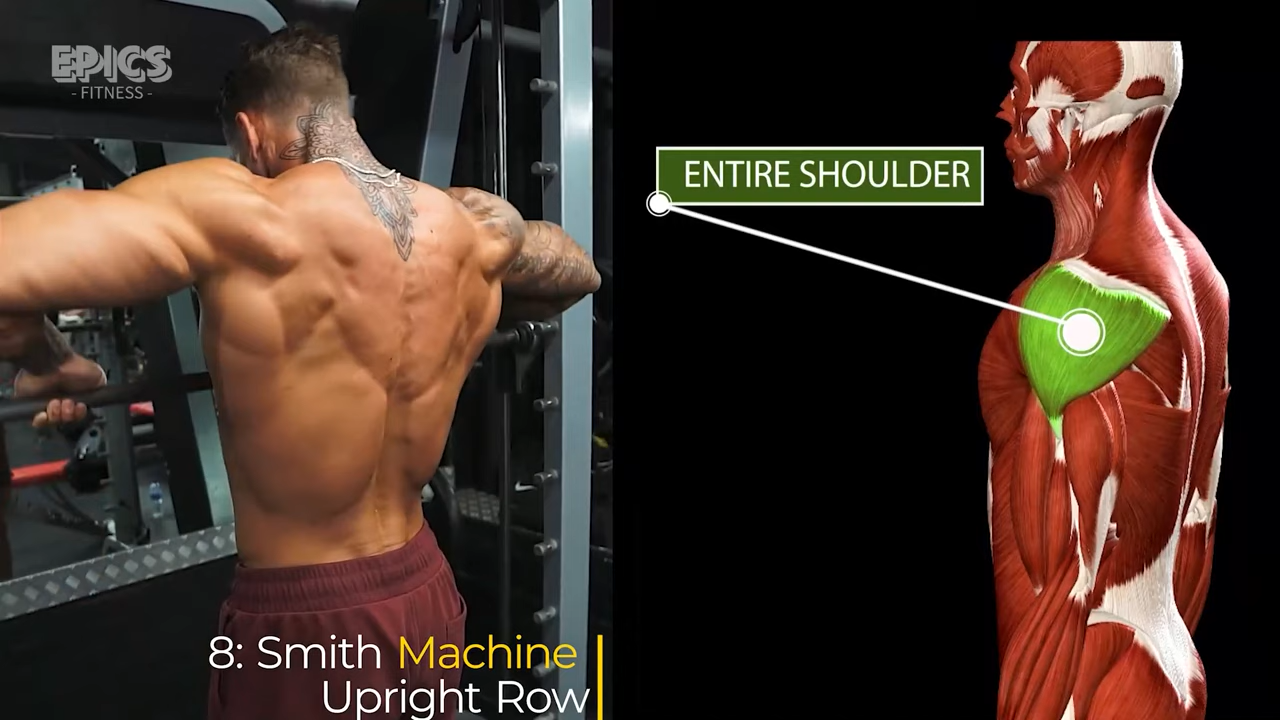 EPICS
- FITNESS -
ENTIRE SHOULDER
8: Smith Machine
Upright Row